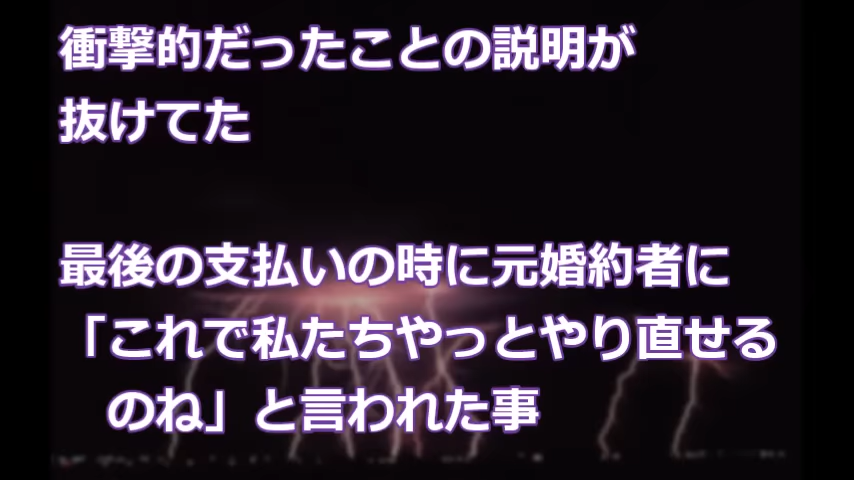 衝撃的だったことの説明が
抜けてた
最後の支払いの時に元婚約者に
「これで私たちやっとやり直せる
のね」と言われた事